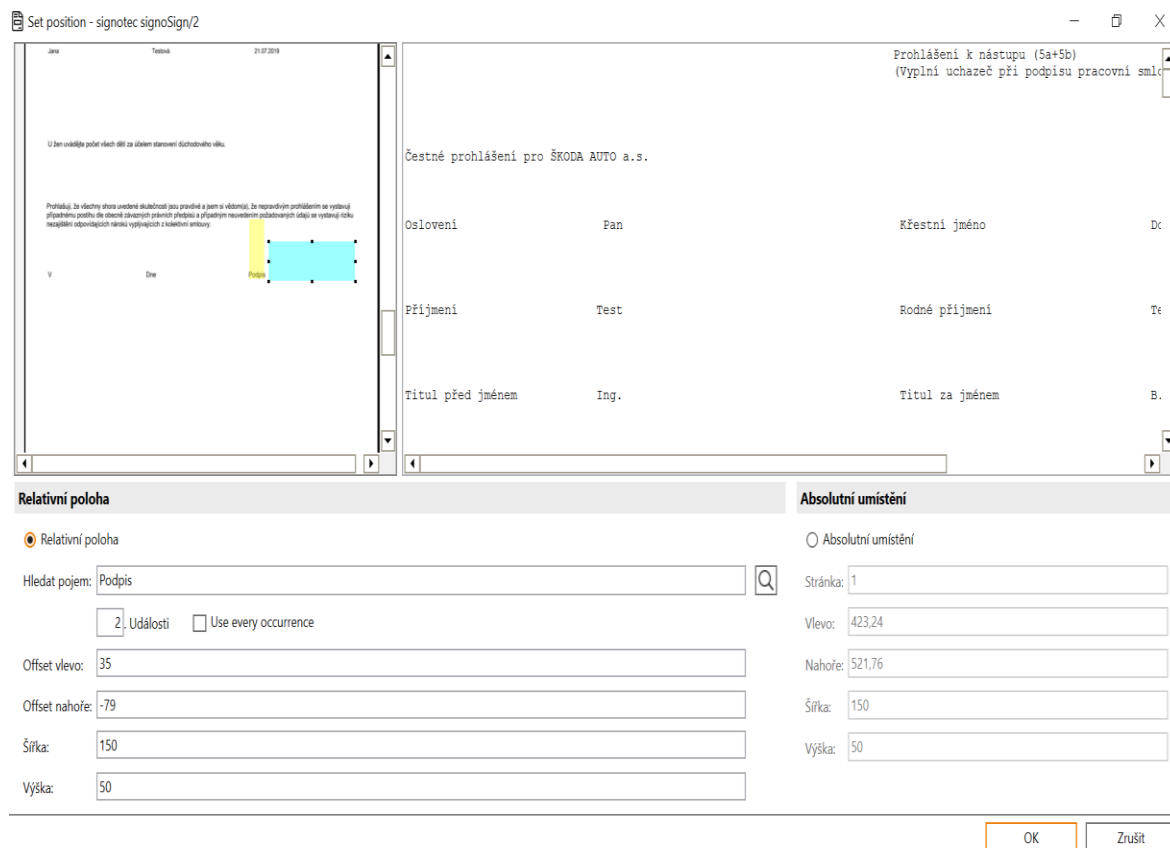 Set position - signotec signoSign/2
Jana Testová 21.07.2019
U žen uvádějte počet všech dětí za účelem stanovení důchodového věku.
Prohlašuji, že všechny shora uvedené skutečnosti jsou pravdivé a jsem si vědom(a), že nepravdivým prohlášením se vystavuji
případnému postihu dle obecně závazných právních předpisů a případným neuvedením požadovaných údajů se vystavuji riziku
nezajištění odpovídajících nároků vyplývajících z kolektivní smlouvy.
V Dne Podpis
Prohlášení k nástupu (5a+5b)
(Vyplní uchazeč při podpisu pracovní smlo
Čestné prohlášení pro ŠKODA AUTO a.s.
Oslovení Pan Křestní jméno Do
Příjmení Test Rodné příjmení Te
Titul před jménem Ing. Titul za jménem B.
Relativní poloha
Relativní poloha
Hledat pojem: Podpis
2. Události Use every occurrence
Offset vlevo: 35
Offset nahoře: -79
Šířka: 150
Výška: 50
Absolutní umístění
Absolutní umístění
Stránka: 1
Vlevo: 423,24
Nahoře: 521,76
Šířka: 150
Výška: 50
OK Zrušit